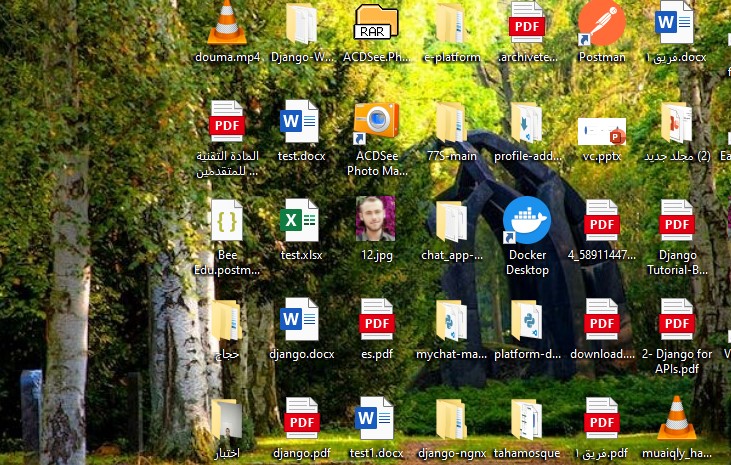 douma.mp4
Django-W...
ACDSee.Ph...
e-platform
.archivete...
Postman
فريق ١.docx
RAR
PDF
المادة التقنية للمتقدمين ...
test.docx
ACDSee Photo Ma...
77S-main
profile-add...
vc.pptx
مجلد جديد (2)
Ea
PDF
Bee Edu.postm...
test.xlsx
12.jpg
chat_app-...
Docker Desktop
4_58911447...
Django Tutorial-B...
PDF
PDF
حجاج
django.docx
es.pdf
mychat-ma...
platform-d...
download....
2- Django for APIs.pdf
V
PDF
PDF
PDF
اختبار
django.pdf
test1.docx
django-ngnx
tahamosque
فريق ١.pdf
muaiqly_ha...
PDF
PDF